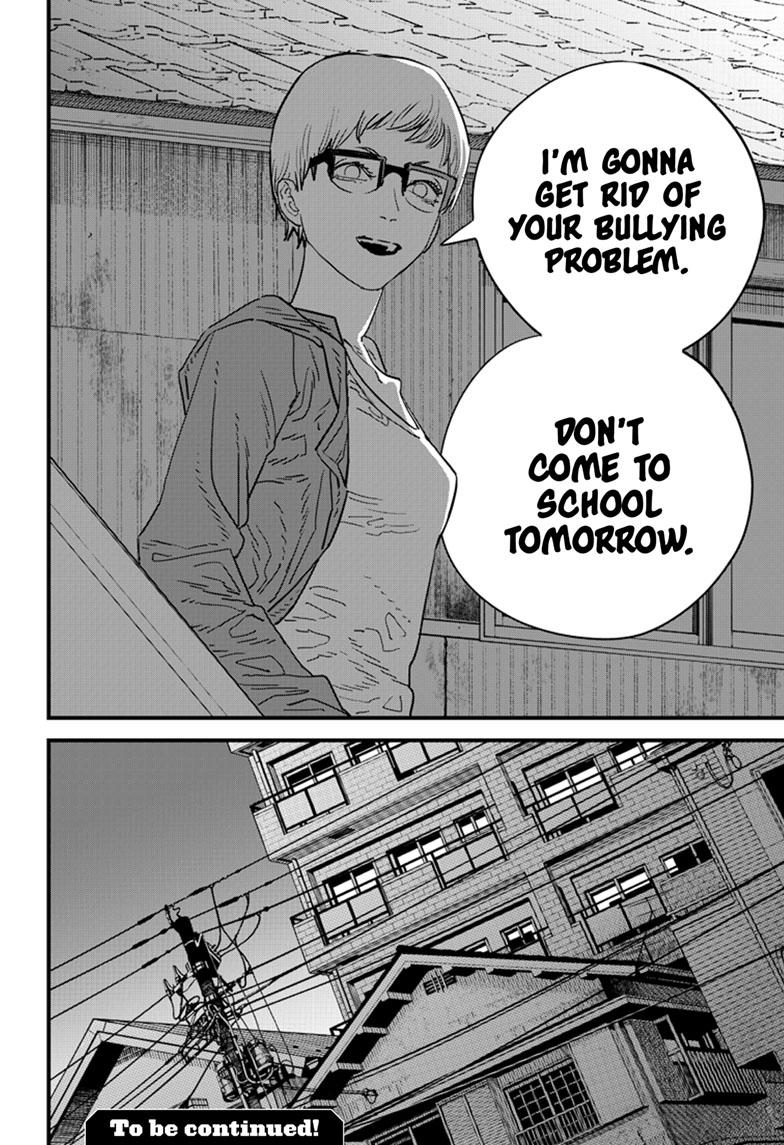 I'M GONNA
GET RID OF
YOUR BULLYING
PROBLEM.
DON'T
COME TO
SCHOOL
TOMORROW.
To be continued!